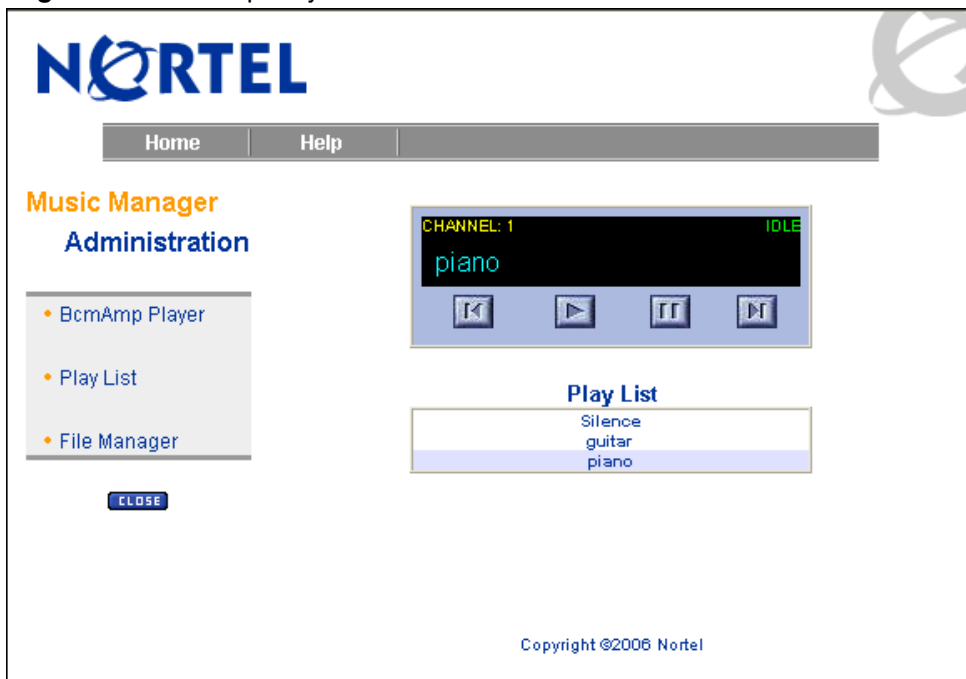 NORTEL
Home Help
Music Manager
Administration
BcmAmp Player
Play List
File Manager
CLOSE
CHANNEL: 1 IDLE
piano
Play List
Silence
guitar
piano
Copyright ©2006 Nortel